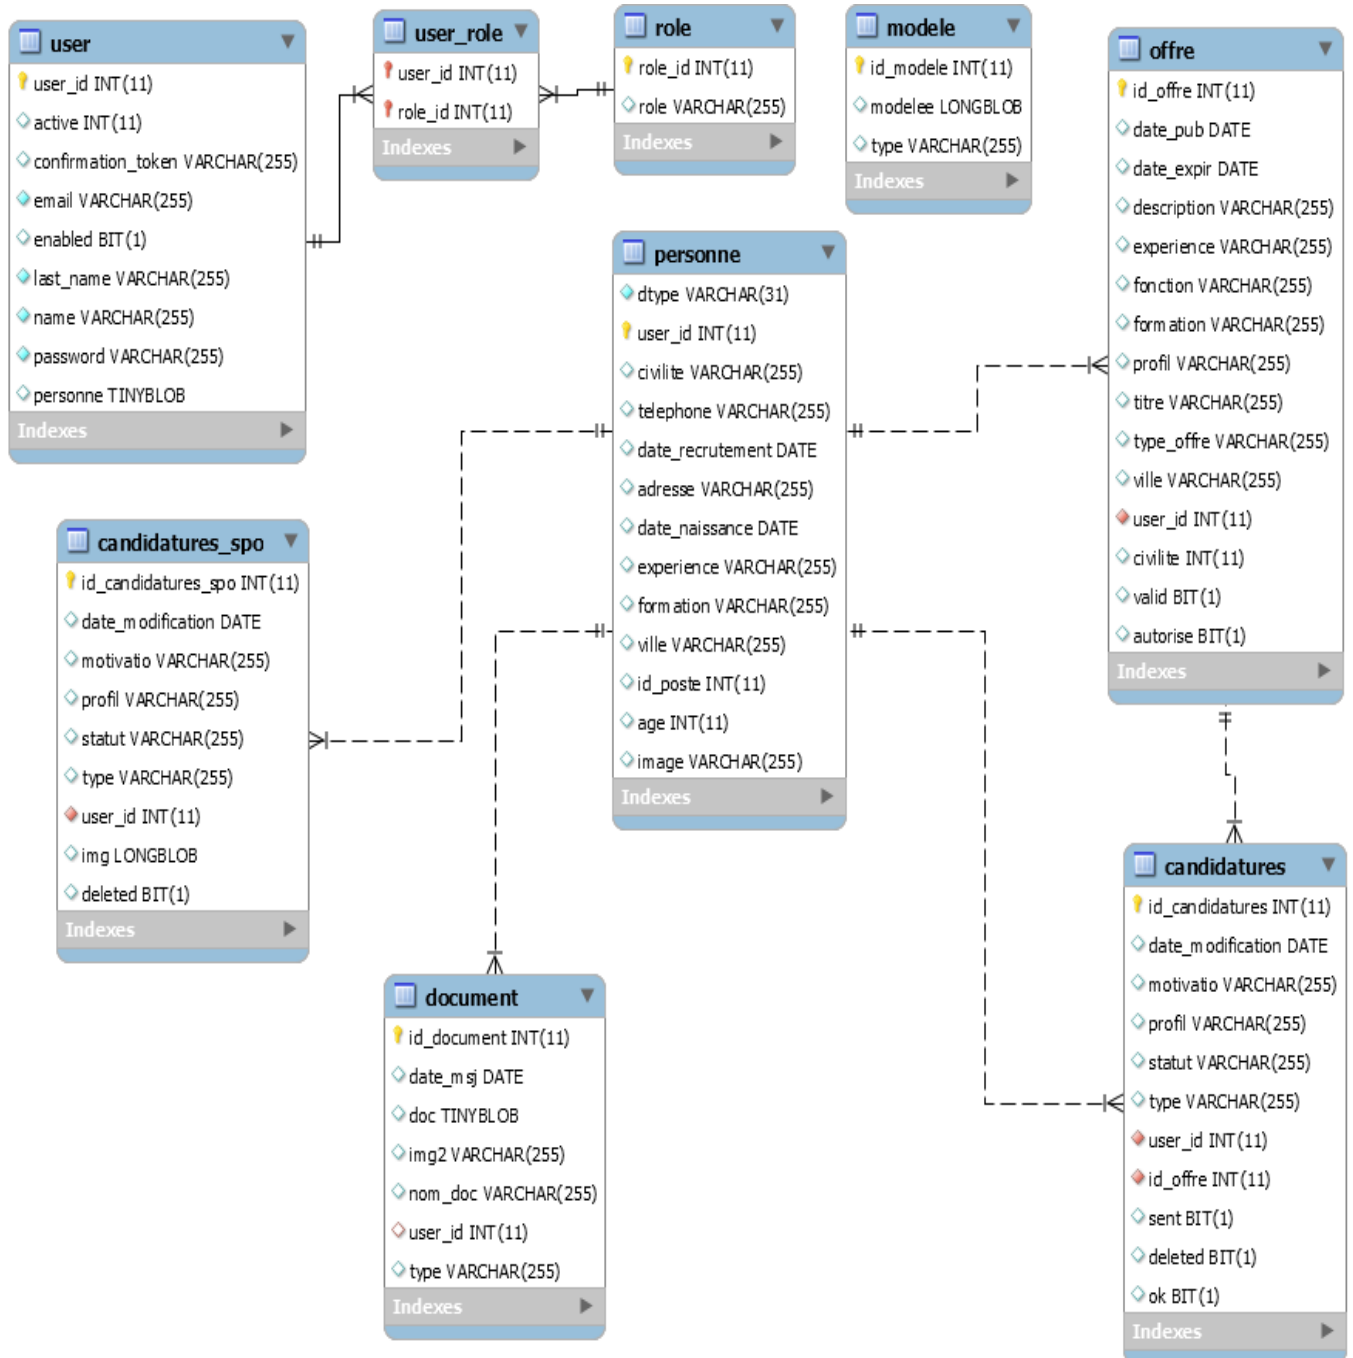 user
user_id INT(11)
active INT(11)
confirmation_token VARCHAR(255)
email VARCHAR(255)
enabled BIT(1)
last_name VARCHAR(255)
name VARCHAR(255)
password VARCHAR(255)
personne TINYBLOB
Indexes
user_role
user_id INT(11)
role_id INT(11)
Indexes
role
role_id INT(11)
role VARCHAR(255)
Indexes
modele
id_modele INT(11)
modelee LONGBLOB
type VARCHAR(255)
Indexes
offre
id_offre INT(11)
date_pub DATE
date_expir DATE
description VARCHAR(255)
experience VARCHAR(255)
fonction VARCHAR(255)
formation VARCHAR(255)
profil VARCHAR(255)
titre VARCHAR(255)
type_offre VARCHAR(255)
ville VARCHAR(255)
user_id INT(11)
civilite INT(11)
valid BIT(1)
autorise BIT(1)
Indexes
personne
dtype VARCHAR(31)
user_id INT(11)
civilite VARCHAR(255)
telephone VARCHAR(255)
date_recrutement DATE
adresse VARCHAR(255)
date_naissance DATE
experience VARCHAR(255)
formation VARCHAR(255)
ville VARCHAR(255)
id_poste INT(11)
age INT(11)
image VARCHAR(255)
Indexes
candidatures_spo
id_candidatures_spo INT(11)
date_modification DATE
motivatio VARCHAR(255)
profil VARCHAR(255)
statut VARCHAR(255)
type VARCHAR(255)
user_id INT(11)
img LONGBLOB
deleted BIT(1)
Indexes
document
id_document INT(11)
date_msj DATE
doc TINYBLOB
img2 VARCHAR(255)
nom_doc VARCHAR(255)
user_id INT(11)
type VARCHAR(255)
Indexes
candidatures
id_candidatures INT(11)
date_modification DATE
motivatio VARCHAR(255)
profil VARCHAR(255)
statut VARCHAR(255)
type VARCHAR(255)
user_id INT(11)
id_offre INT(11)
sent BIT(1)
deleted BIT(1)
ok BIT(1)
Indexes